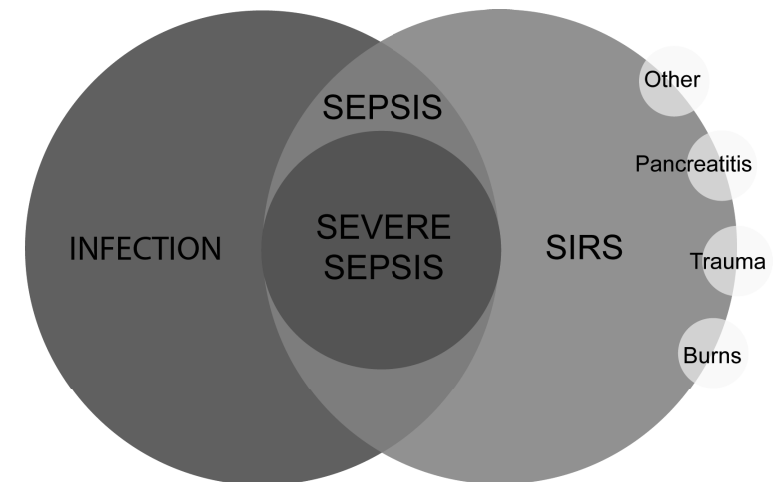 Other
SEPSIS
Pancreatitis
INFECTION
SEVERE
SEPSIS
SIRS
Trauma
Burns